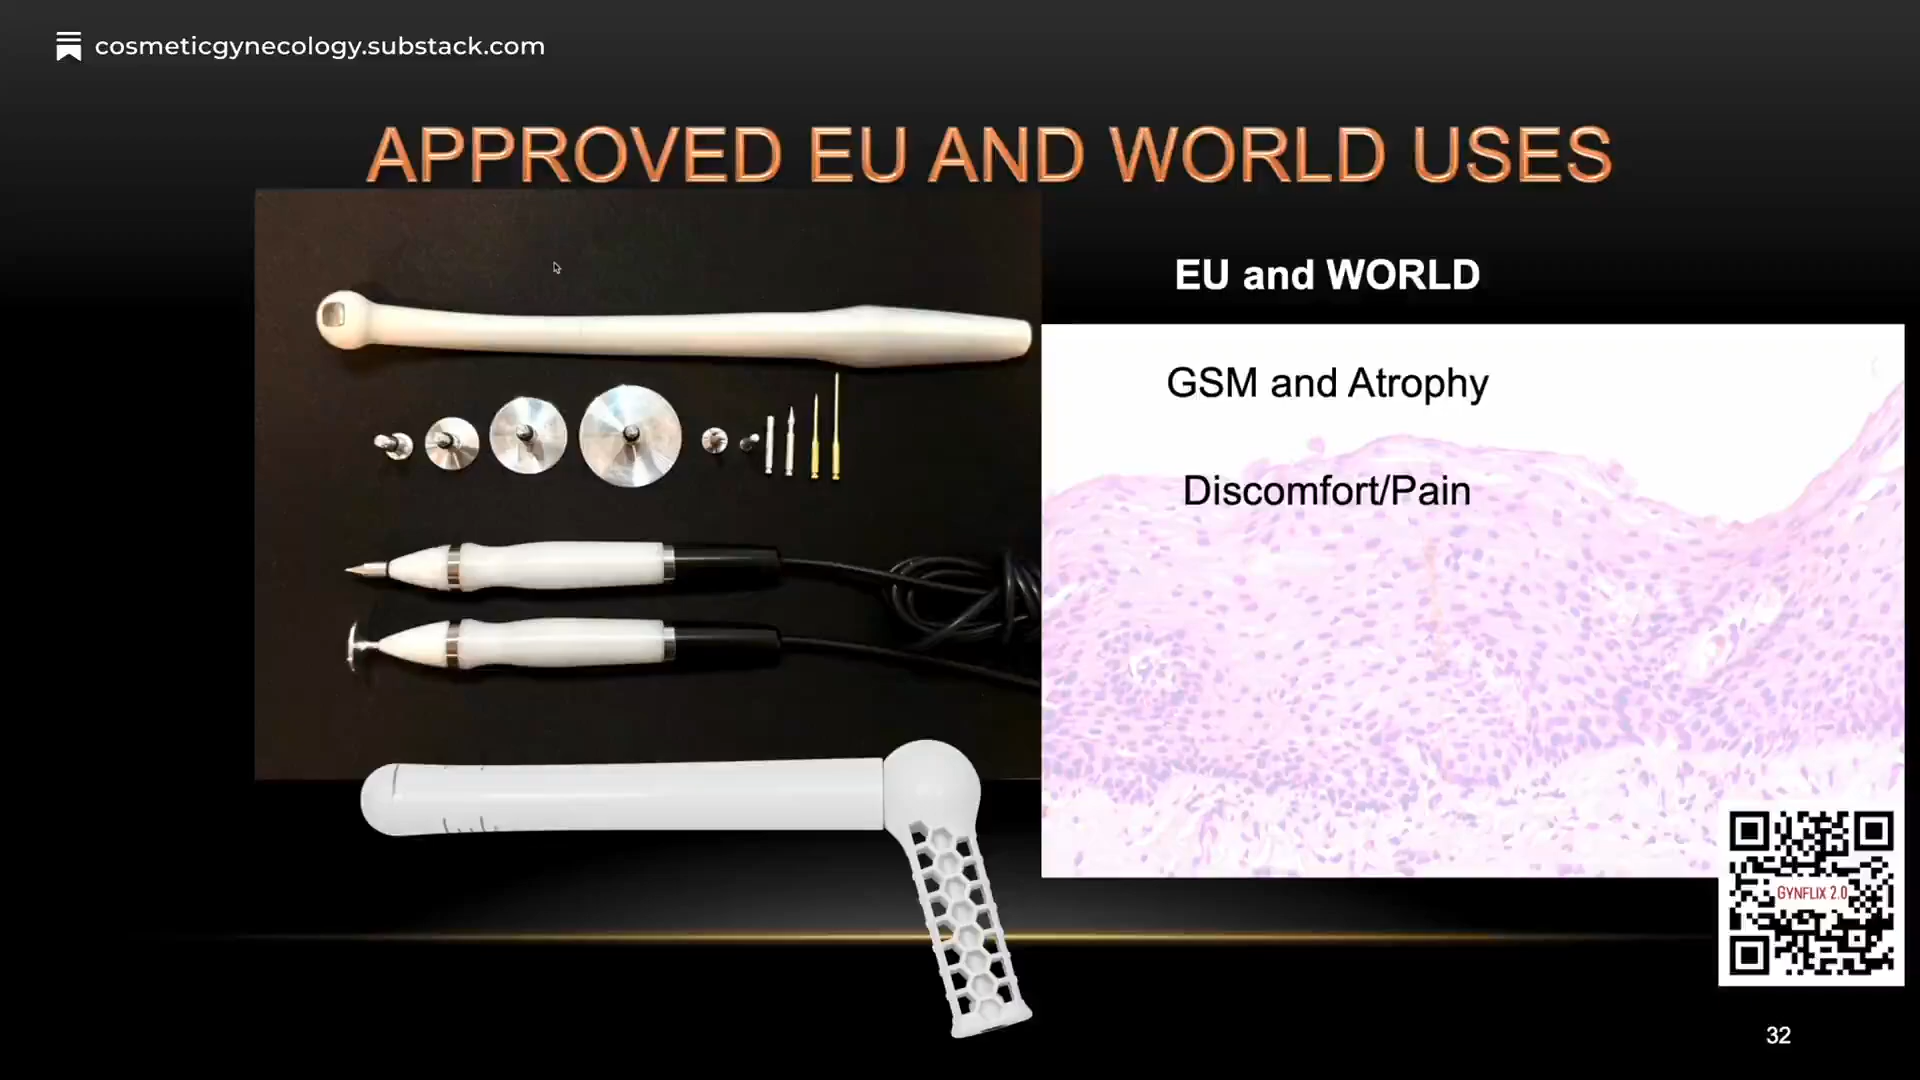 cosmeticgynecology.substack.com
APPROVED EU AND WORLD USES
EU and WORLD
GSM and Atrophy
Discomfort/Pain
GYNFLIX 2.0
32